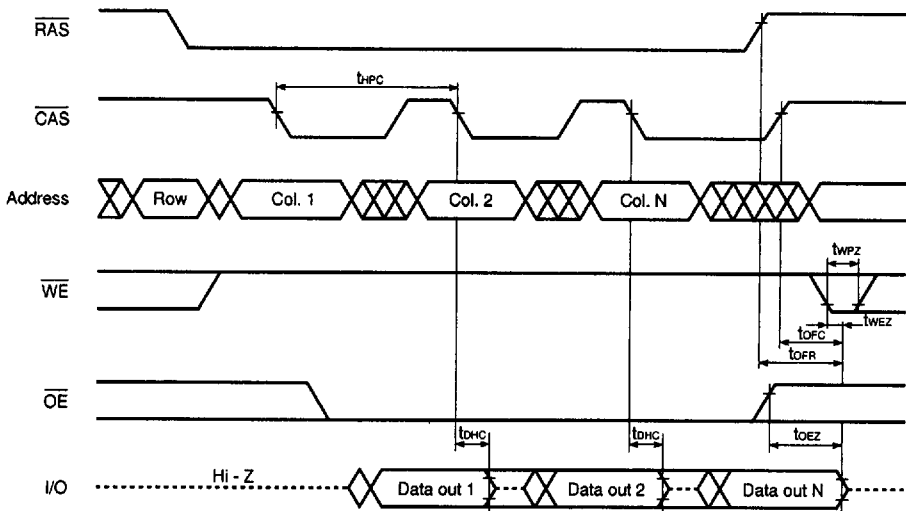 RAS
tHPC
CAS
Address Row Col. 1 Col. 2 Col. N
tWPZ
WE
tWEZ
tOFC
tOFR
OE
tDHC tDHC tOEZ
I/O Hi - Z Data out 1 Data out 2 Data out N